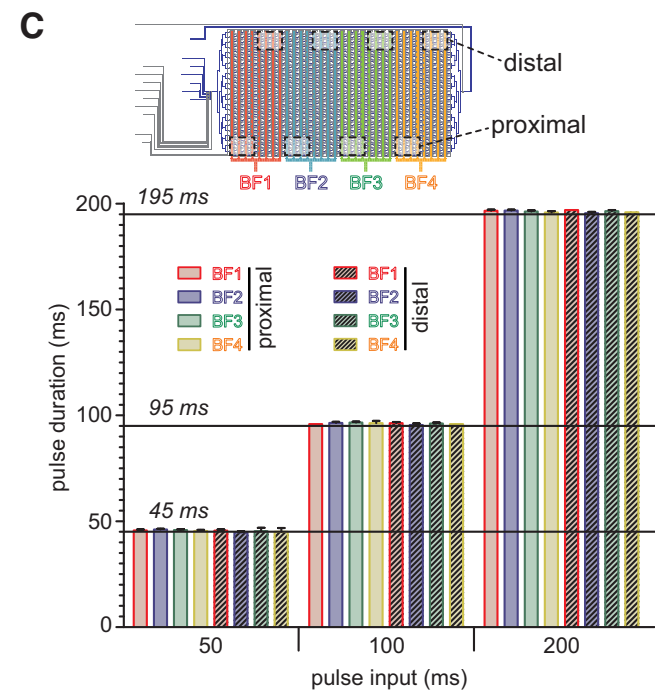 C
distal
proximal
BF1 BF2 BF3 BF4
195 ms
200
BF1 BF1
BF2 BF2
BF3 BF3
BF4 BF4
proximal
distal
150
pulse duration (ms)
95 ms
100
45 ms
50
0
50 100 200
pulse input (ms)